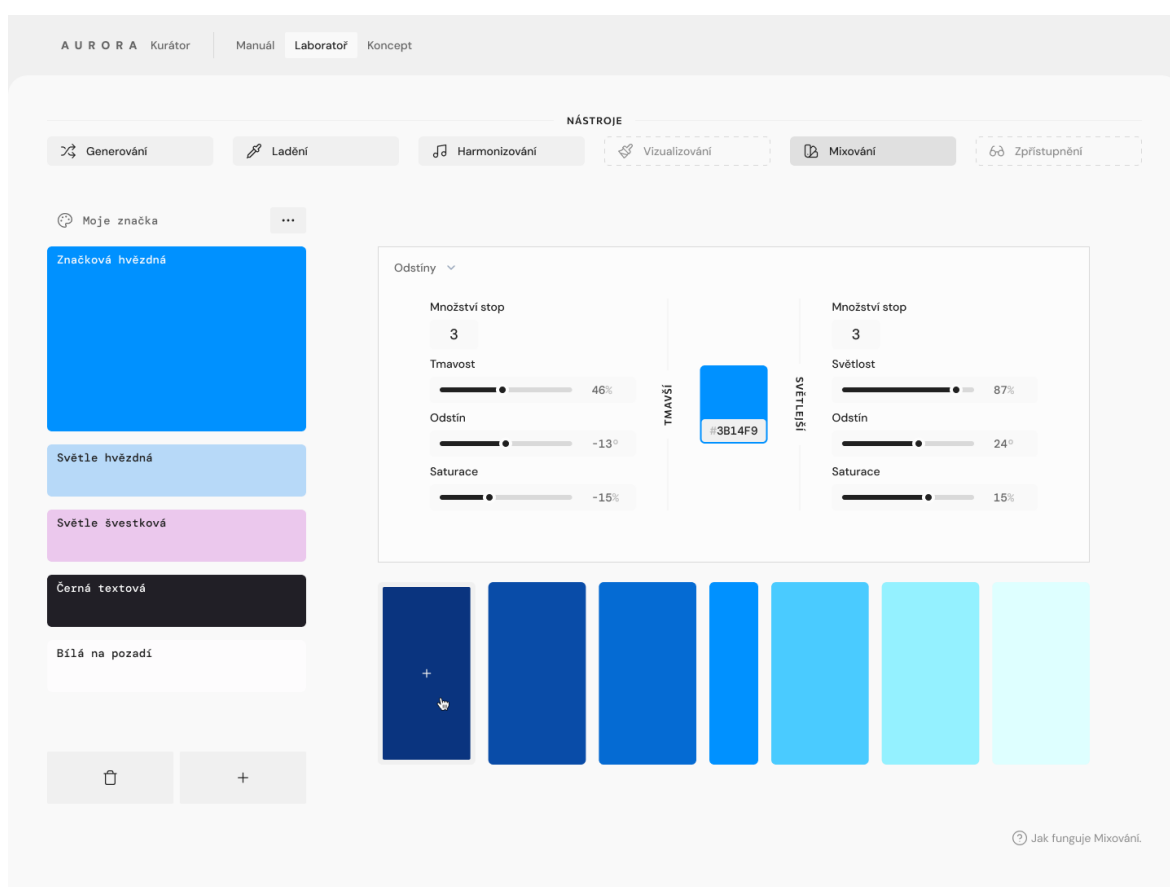 AURORA Kurátor
Manuál
Laboratoř
Koncept
NÁSTROJE
Generování
Ladění
Harmonizování
Vizualizování
Mixování
Zpřístupnění
Moje značka
Značková hvězdná
Světle hvězdná
Světle švestková
Černá textová
Bílá na pozadí
Odstíny
Množství stop
3
Tmavost
46%
Odstín
-13°
Saturace
-15%
TMAVŠÍ
#3B14F9
SVĚTLEJŠÍ
Množství stop
3
Světlost
87%
Odstín
24°
Saturace
15%
Jak funguje Mixování.